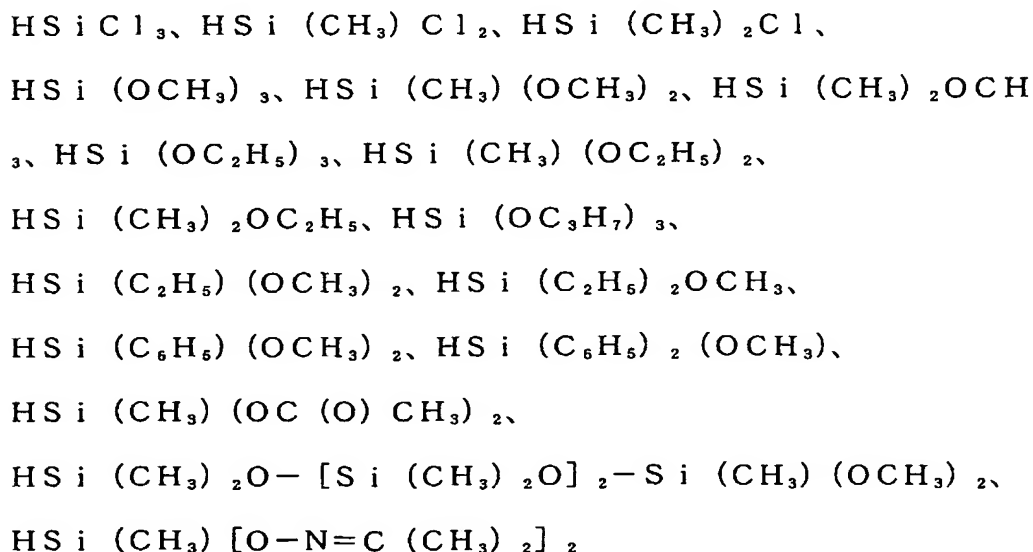 HSiCl₃、HSi(CH₃)Cl₂、HSi(CH₃)₂Cl、
HSi(OCH₃)₃、HSi(CH₃)(OCH₃)₂、HSi(CH₃)₂OCH
₃、HSi(OC₂H₅)₃、HSi(CH₃)(OC₂H₅)₂、
HSi(CH₃)₂OC₂H₅、HSi(OC₃H₇)₃、
HSi(C₂H₅)(OCH₃)₂、HSi(C₂H₅)₂OCH₃、
HSi(C₆H₅)(OCH₃)₂、HSi(C₆H₅)₂(OCH₃)、
HSi(CH₃)(OC(O)CH₃)₂、
HSi(CH₃)₂O−[Si(CH₃)₂O]₂−Si(CH₃)(OCH₃)₂、
HSi(CH₃)[O−N=C(CH₃)₂]₂